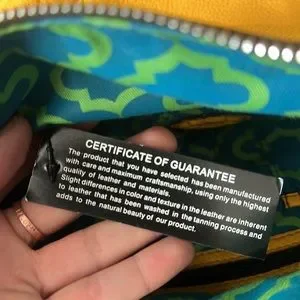 CERTIFICATE OF GUARANTEE
The product that you have selected has been manufactured
with care and maximum craftsmanship, using only the highest
quality of leather and materials.
Slight differences in color and texture in the leather are inherent
to leather that has been washed in the tanning process and
adds to the natural beauty of our product.